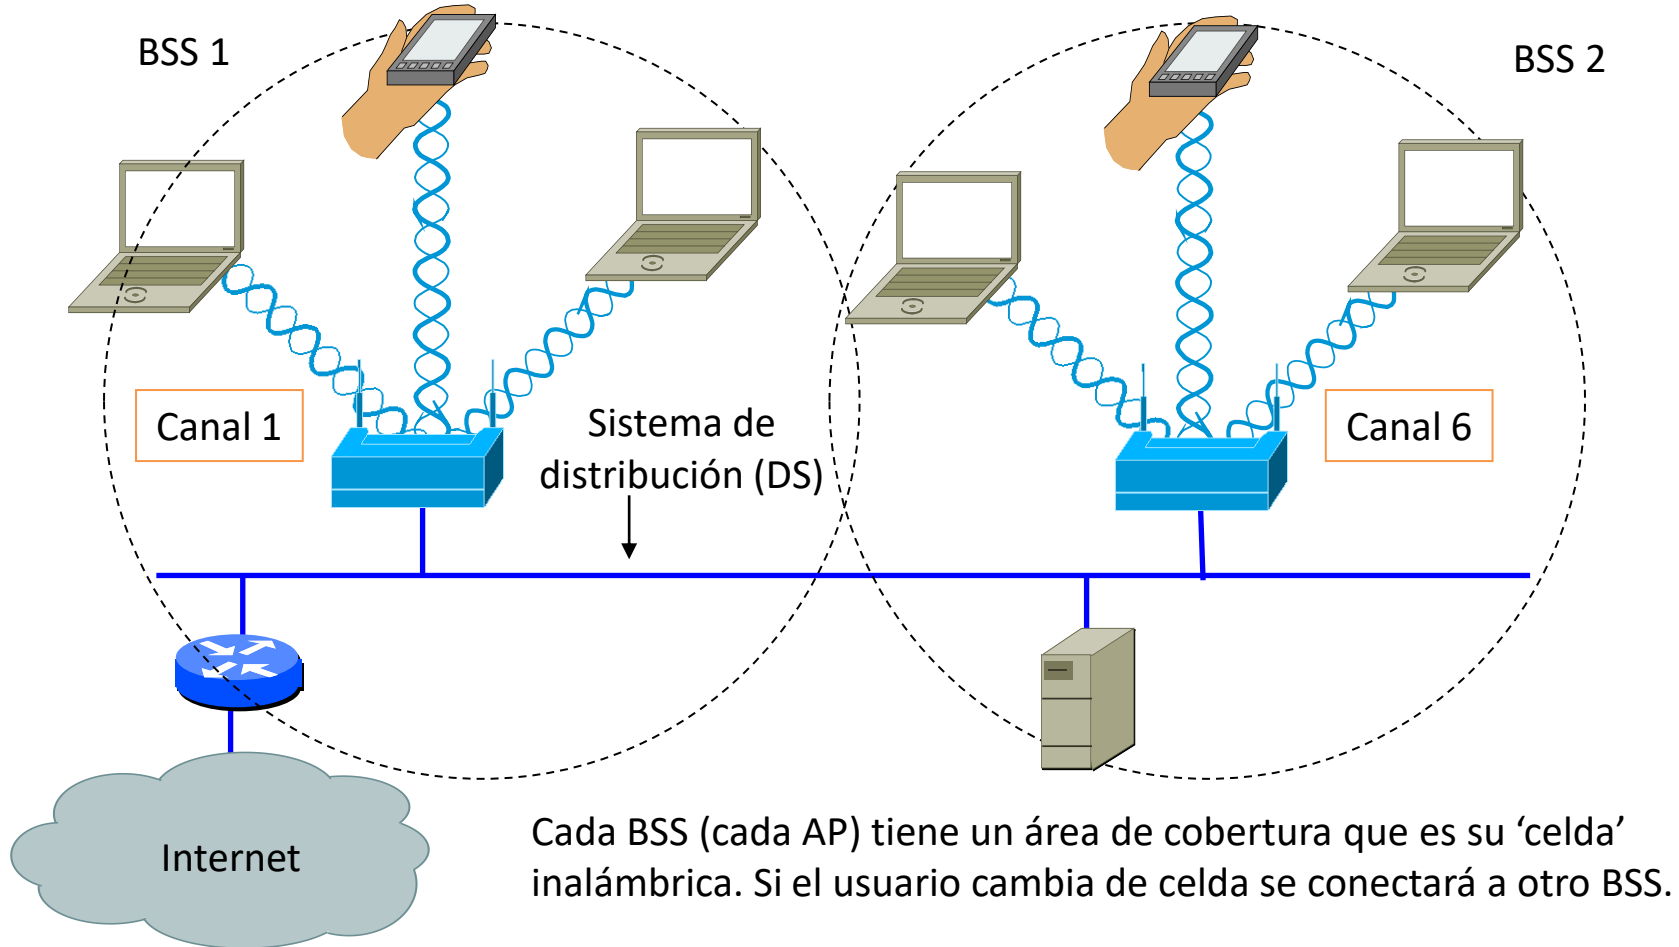 BSS 1
BSS 2
Canal 1
Sistema de
distribución (DS)
Canal 6
Internet
Cada BSS (cada AP) tiene un área de cobertura que es su ‘celda’
inalámbrica. Si el usuario cambia de celda se conectará a otro BSS.